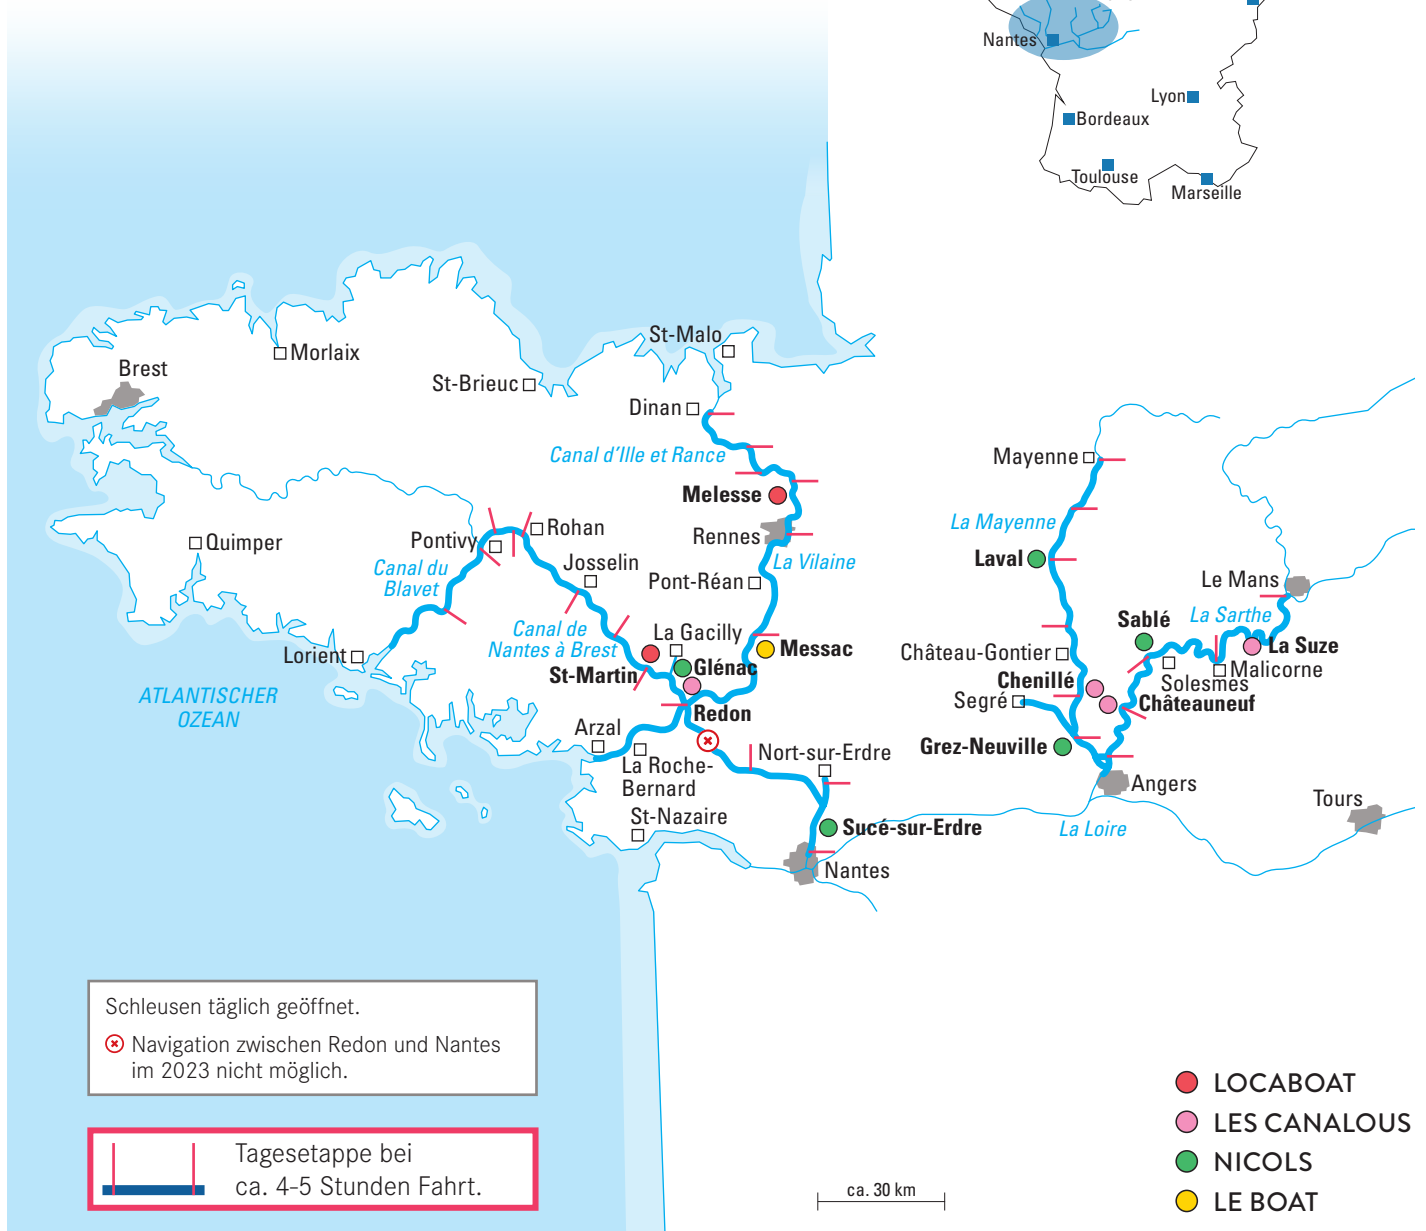 Nantes
Lyon
Bordeaux
Toulouse
Marseille
St-Malo
Morlaix
Brest
St-Brieuc
Dinan
Canal d'Ille et Rance
Mayenne
Melesse
La Mayenne
Rennes
Rohan
Pontivy
Quimper
Josselin
La Vilaine
Laval
Canal du
Blavet
Pont-Réan
Le Mans
La Sarthe
Sablé
Canal de
Nantes à Brest
La Gacilly
Messac
La Suze
Lorient
Château-Gontier
Glénac
St-Martin
Malicorne
Solesmes
Chenillé
ATLANTISCHER
OZEAN
Segré
Châteauneuf
Redon
Arzal
Grez-Neuville
Nort-sur-Erdre
La Roche-
Bernard
Angers
Tours
St-Nazaire
Sucé-sur-Erdre
La Loire
Nantes
Schleusen täglich geöffnet.
Navigation zwischen Redon und Nantes
im 2023 nicht möglich.
Tagesetappe bei
ca. 4-5 Stunden Fahrt.
ca. 30 km
LOCABOAT
LES CANALOUS
NICOLS
LE BOAT